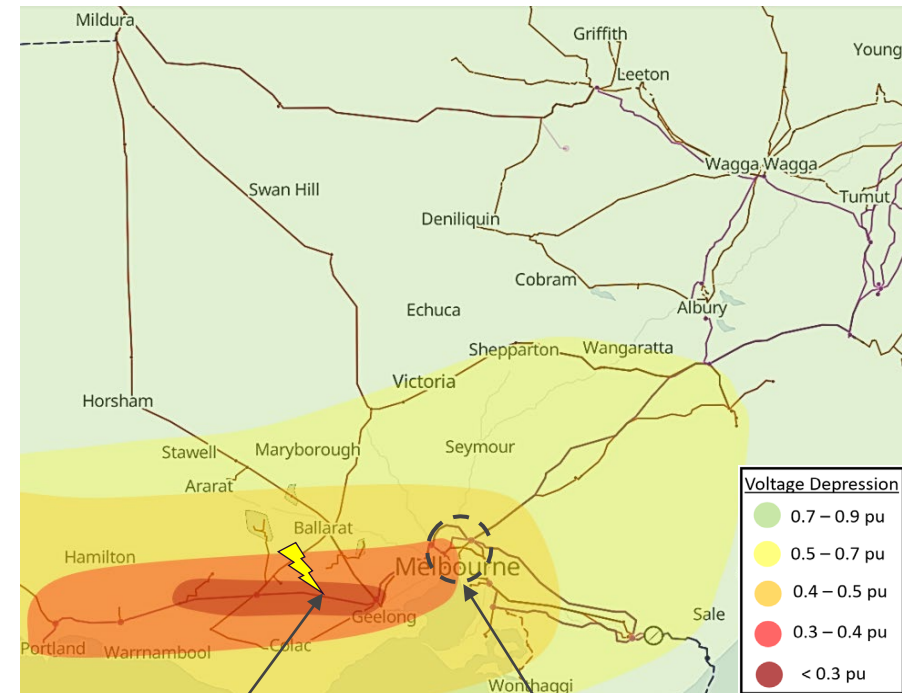 Mildura
Griffith
Young
Leeton
Wagga Wagga
Swan Hill
Tumut
Deniliquin
Cobram
Echuca
Albury
Shepparton
Wangaratta
Victoria
Horsham
Stawell
Maryborough
Seymour
Ararat
Ballarat
Hamilton
Melbourne
Geelong
Sale
Portland
Warrnambool
Colac
Wonthaggi
Voltage Depression
0.7 – 0.9 pu
0.5 – 0.7 pu
0.4 – 0.5 pu
0.3 – 0.4 pu
< 0.3 pu